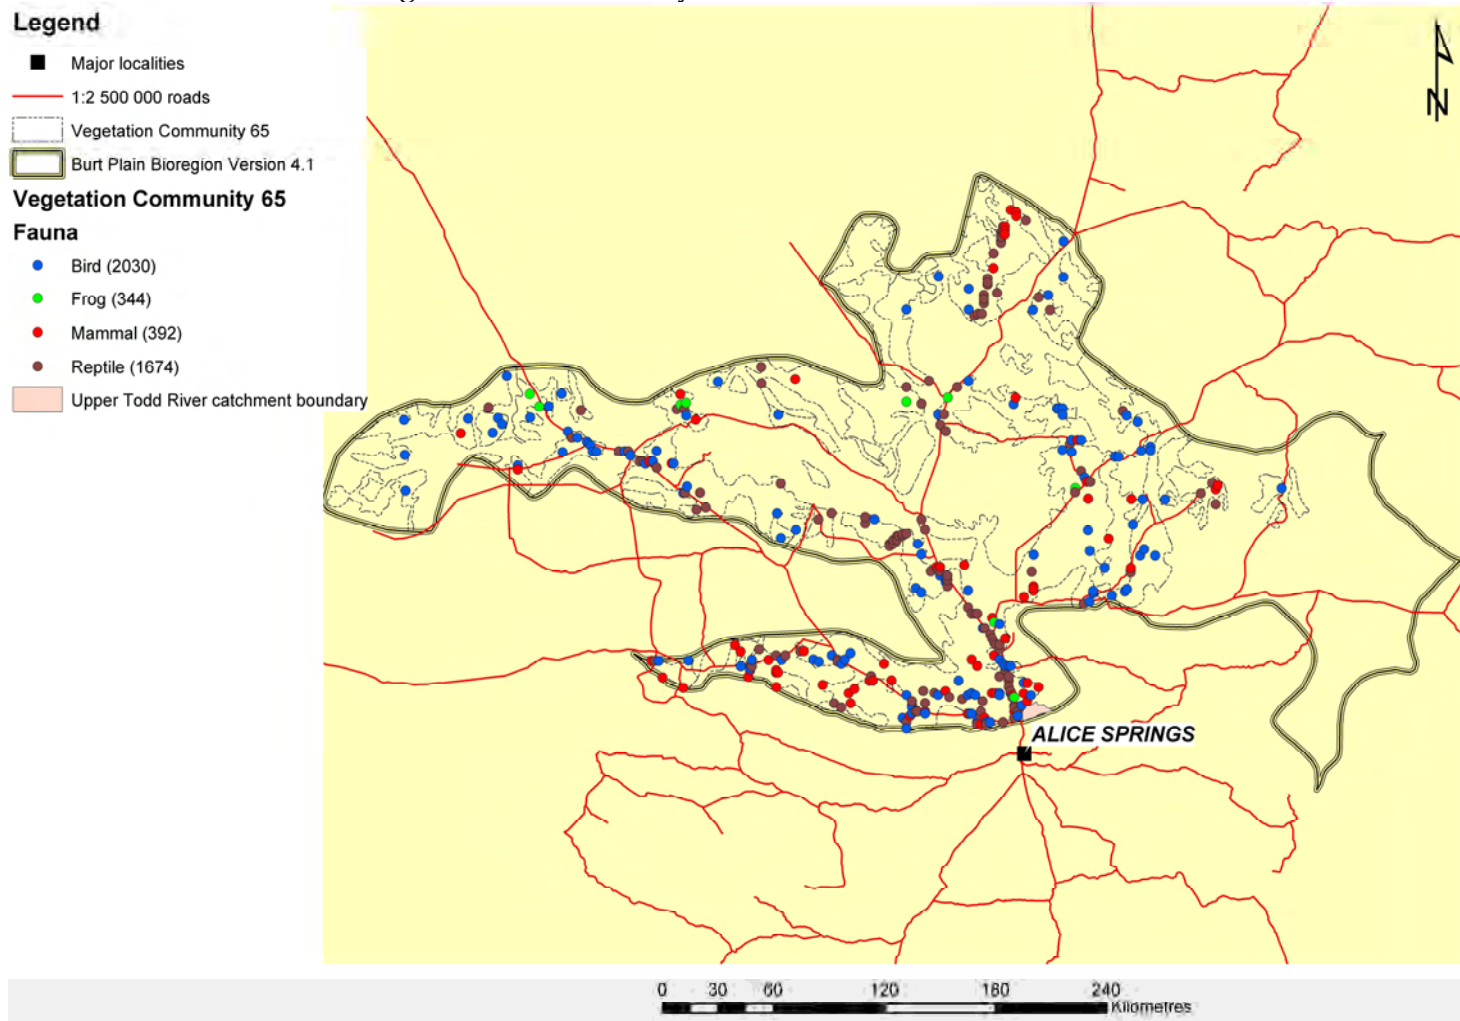 Legend
Major localities
1:2 500 000 roads
Vegetation Community 65
Burt Plain Bioregion Version 4.1
Vegetation Community 65
Fauna
Bird (2030)
Frog (344)
Mammal (392)
Reptile (1674)
Upper Todd River catchment boundary
N
ALICE SPRINGS
0 30 60 120 180 240
Kilometres